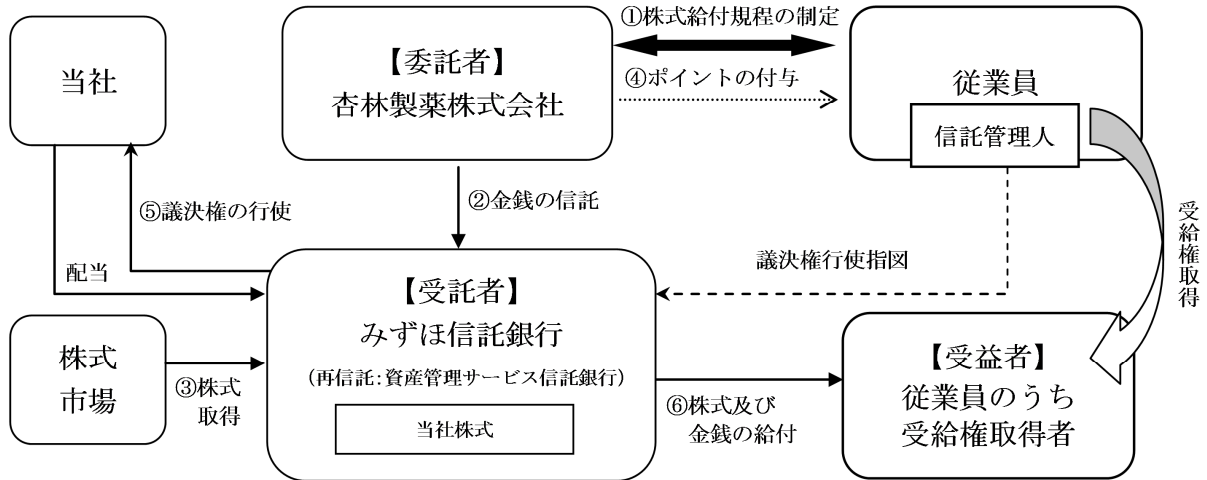 ①株式給付規程の制定
当社
【委託者】
杏林製薬株式会社
④ポイントの付与
従業員
信託管理人
②金銭の信託
⑤議決権の行使
受給権取得
配当
議決権行使指図
【受託者】
みずほ信託銀行
(再信託:資産管理サービス信託銀行)
当社株式
株式
市場
③株式
取得
⑥株式及び
金銭の給付
【受益者】
従業員のうち
受給権取得者